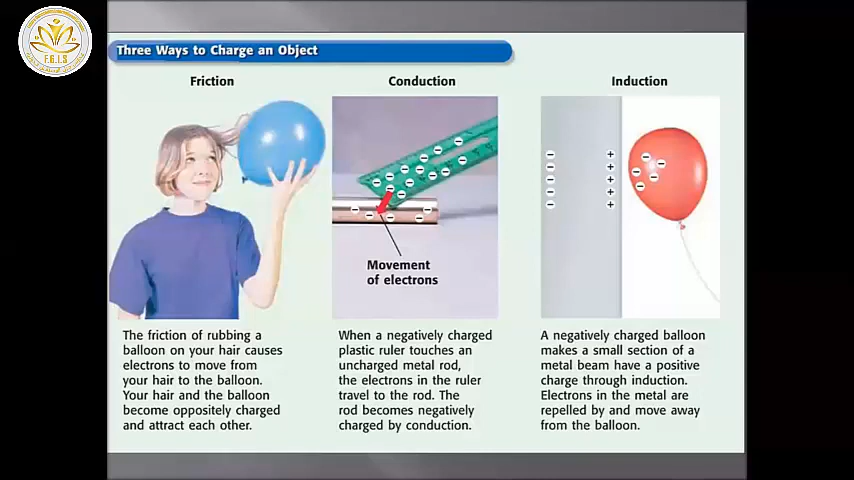 F.G.I.S
Three Ways to Charge an Object
Friction
Conduction
Induction
Movement
of electrons
The friction of rubbing a
balloon on your hair causes
electrons to move from
your hair to the balloon.
Your hair and the balloon
become oppositely charged
and attract each other.
When a negatively charged
plastic ruler touches an
uncharged metal rod,
the electrons in the ruler
travel to the rod. The
rod becomes negatively
charged by conduction.
A negatively charged balloon
makes a small section of a
metal beam have a positive
charge through induction.
Electrons in the metal are
repelled by and move away
from the balloon.